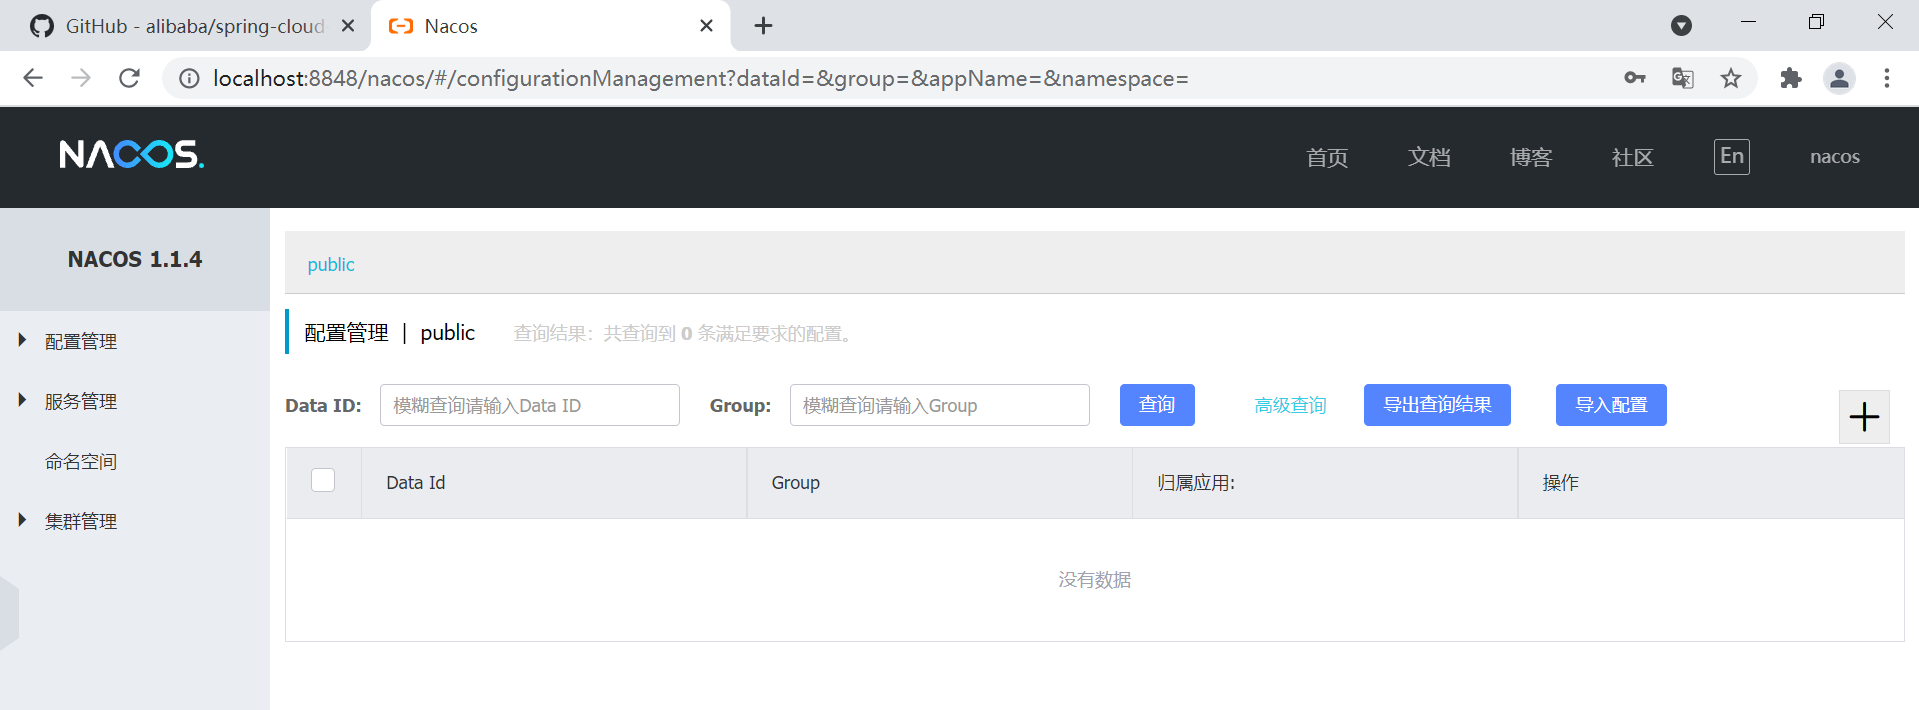 GitHub - alibaba/spring-cloud
Nacos
localhost:8848/nacos/#/configurationManagement?dataId=&group=&appName=&namespace=
NACOS.
首页 文档 博客 社区 En nacos
NACOS 1.1.4
配置管理
服务管理
命名空间
集群管理
public
配置管理 | public 查询结果：共查询到 0 条满足要求的配置。
Data ID: 模糊查询请输入Data ID Group: 模糊查询请输入Group 查询 高级查询 导出查询结果 导入配置
Data Id Group 归属应用: 操作
没有数据